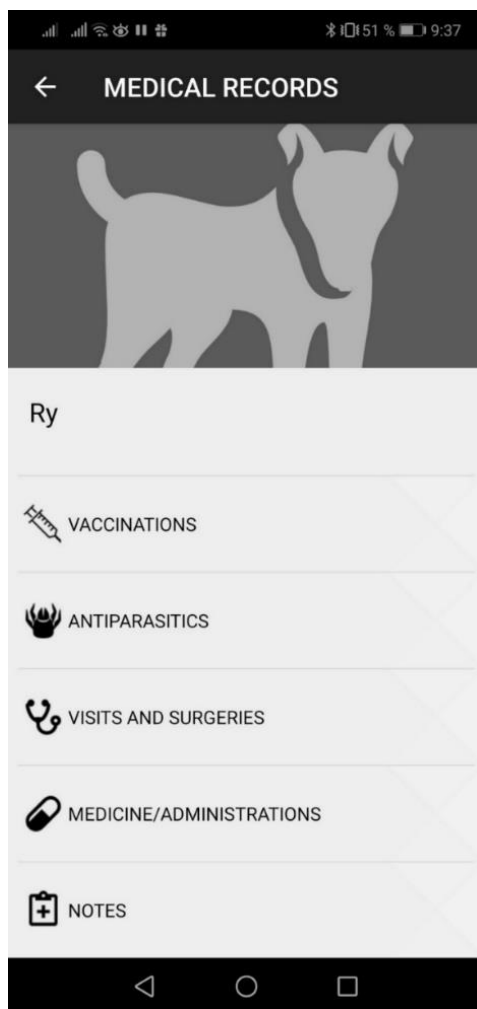 51 % 9:37
MEDICAL RECORDS
Ry
VACCINATIONS
ANTIPARASITICS
VISITS AND SURGERIES
MEDICINE/ADMINISTRATIONS
NOTES